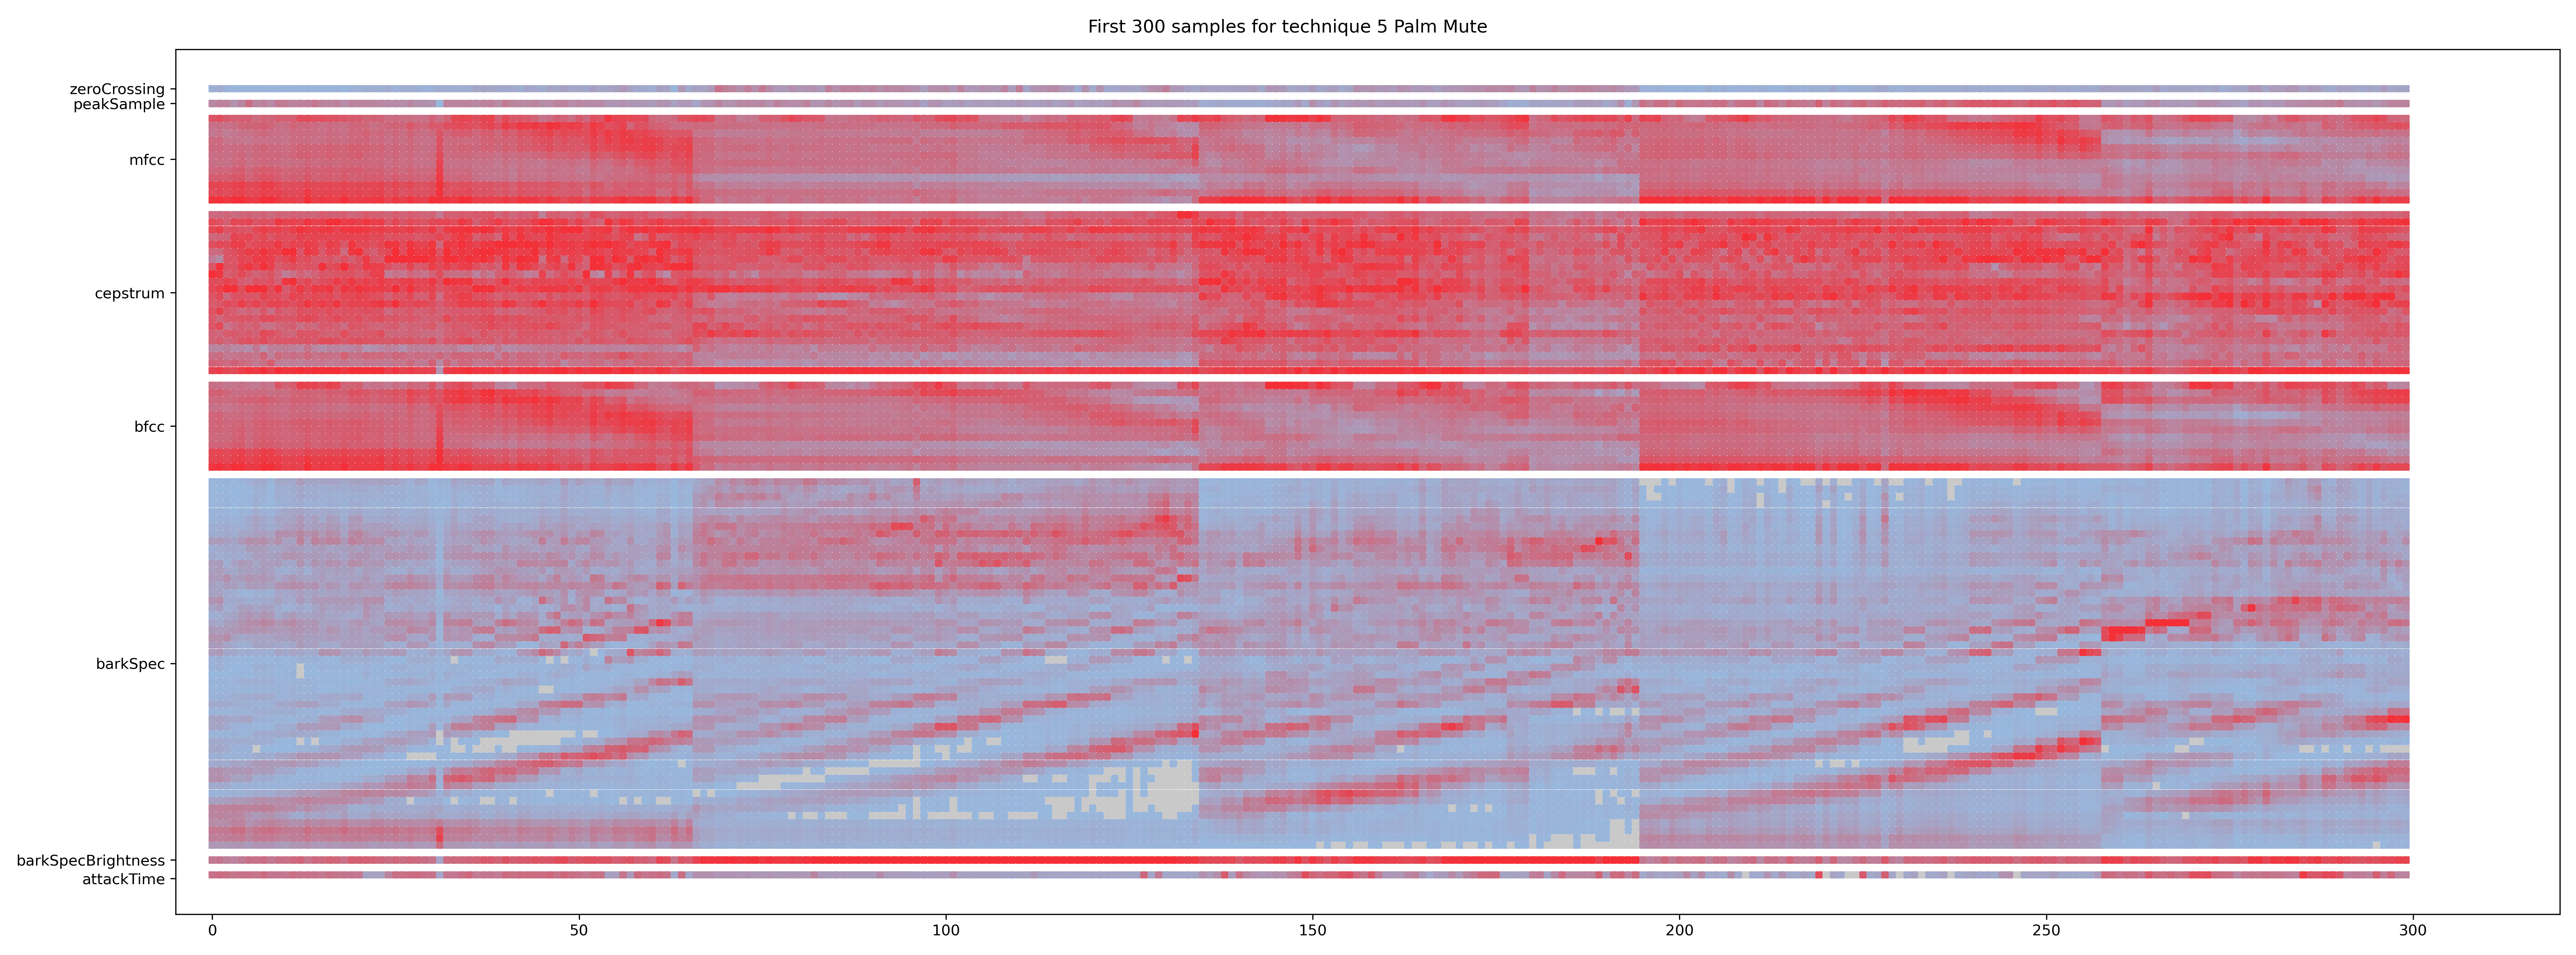 First 300 samples for technique 5 Palm Mute
zeroCrossing
peakSample
mfcc
cepstrum
bfcc
barkSpec
barkSpecBrightness
attackTime
0 50 100 150 200 250 300